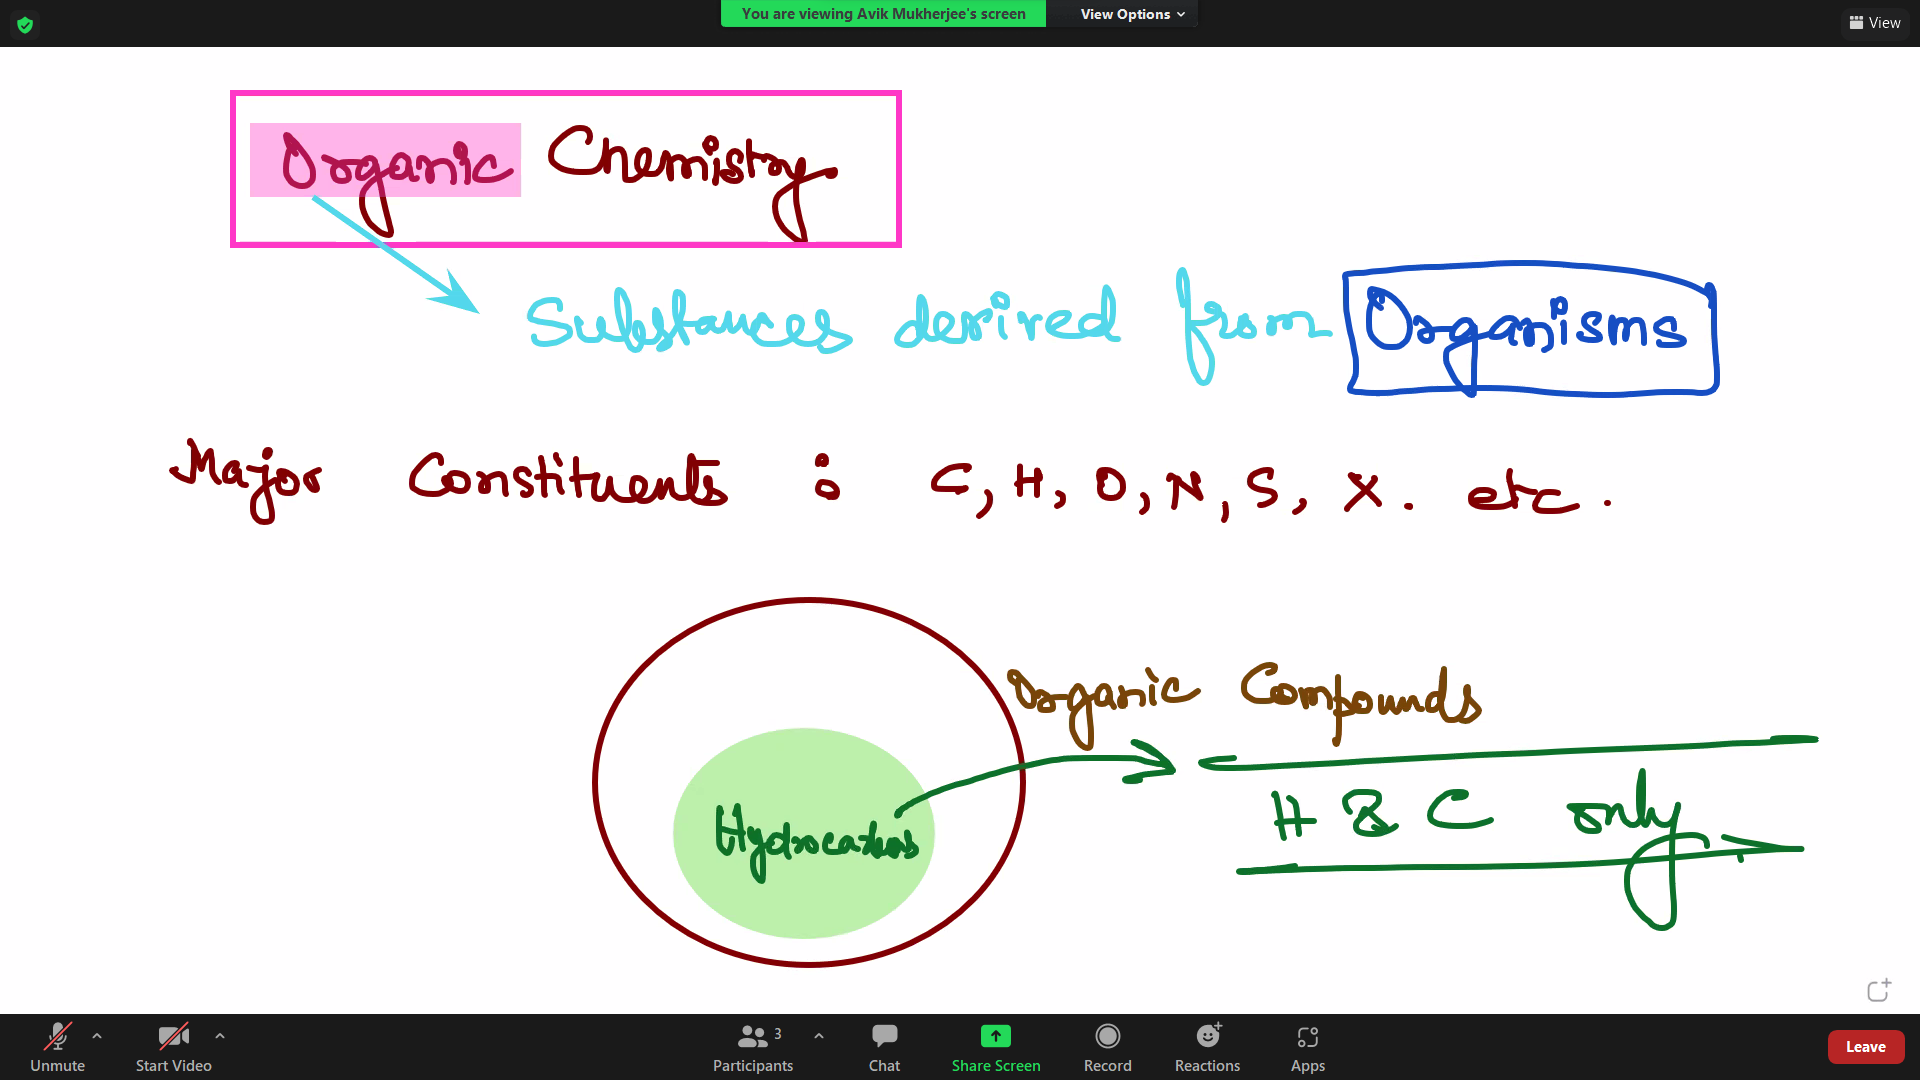 You are viewing Avik Mukherjee's screen View Options
View
Organic Chemistry
Substances derived from Organisms
Major Constituents : C, H, O, N, S, X. etc.
Organic Compounds
Hydrocarbons
H & C only
Unmute Start Video Participants 3 Chat Share Screen Record Reactions Apps Leave